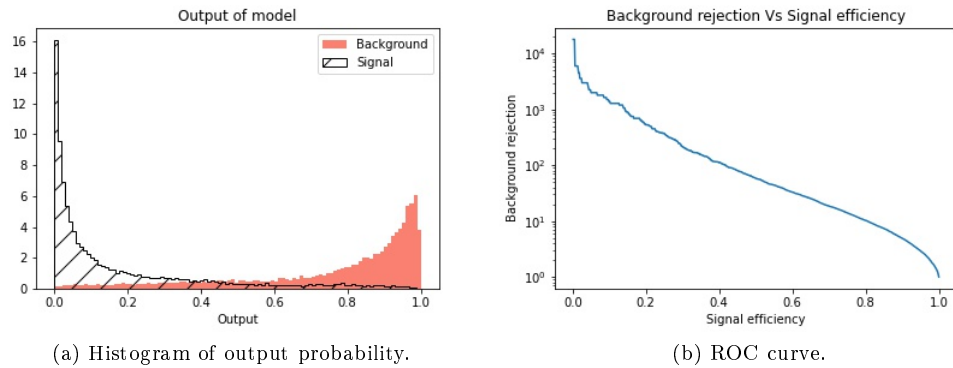 Output of model
16
14
12
10
8
6
4
2
0
0.0 0.2 0.4 0.6 0.8 1.0
Output
Background
Signal
(a) Histogram of output probability.
Background rejection Vs Signal efficiency
Background rejection
10⁴
10³
10²
10¹
10⁰
0.0 0.2 0.4 0.6 0.8 1.0
Signal efficiency
(b) ROC curve.